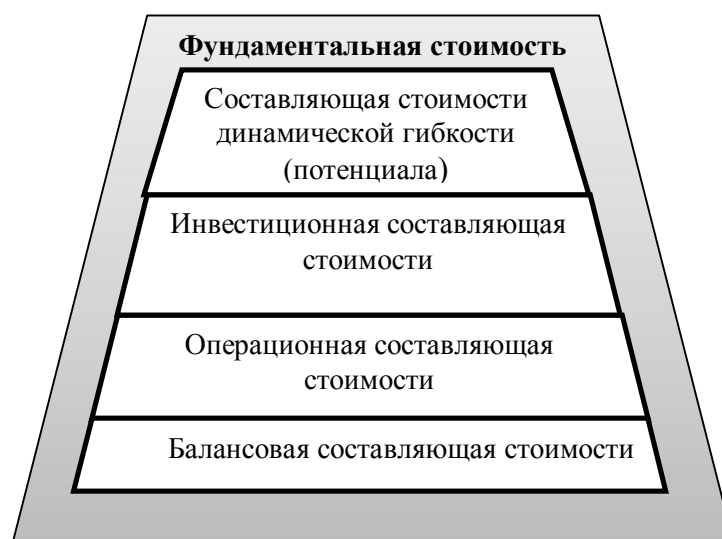 Фундаментальная стоимость
Составляющая стоимости
динамической гибкости
(потенциала)
Инвестиционная составляющая
стоимости
Операционная составляющая
стоимости
Балансовая составляющая стоимости